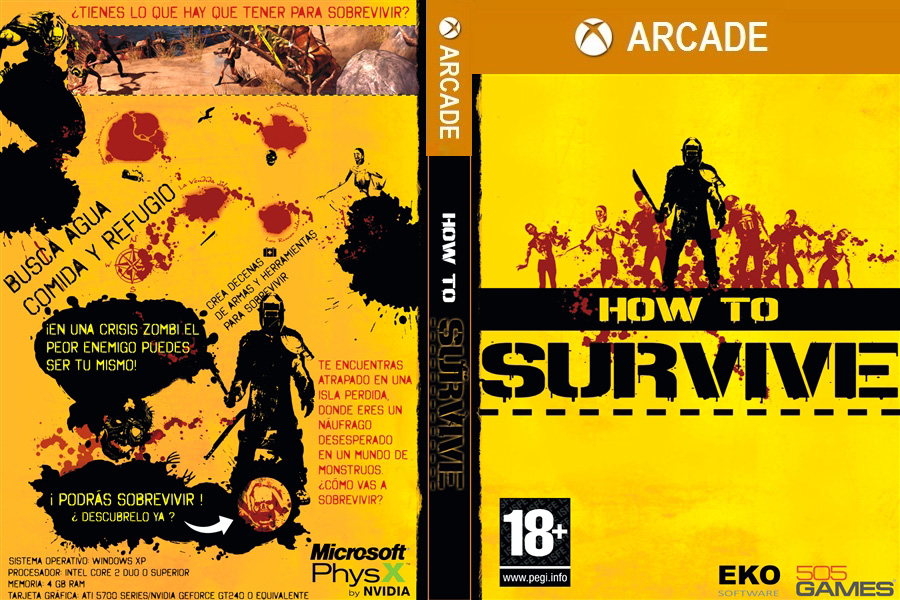 ¿TIENES LO QUE HAY QUE TENER PARA SOBREVIVIR?
BUSCA AGUA
COMIDA Y REFUGIO
CREA DECENAS
DE ARMAS Y HERRAMIENTAS
PARA SOBREVIVIR
¡EN UNA CRISIS ZOMBI EL
PEOR ENEMIGO PUEDES
SER TU MISMO!
TE ENCUENTRAS
ATRAPADO EN UNA
ISLA PERDIDA,
DONDE ERES UN
NÁUFRAGO
DESESPERADO
EN UN MUNDO DE
MONSTRUOS.
¿CÓMO VAS A
SOBREVIVIR?
¡ PODRÁS SOBREVIVIR !
¿ DESCUBRELO YA ?
Microsoft
PhysX
by NVIDIA
SISTEMA OPERATIVO: WINDOWS XP
PROCESADOR: INTEL CORE 2 DUO O SUPERIOR
MEMORIA: 4 GB RAM
TARJETA GRÁFICA: ATI 5700 SERIES/NVIDIA GEFORCE GT240 O EQUIVALENTE
ARCADE
HOW TO
SURVIVE
ARCADE
HOW TO
SURVIVE
18+
www.pegi.info
EKO
SOFTWARE
505
GAMES